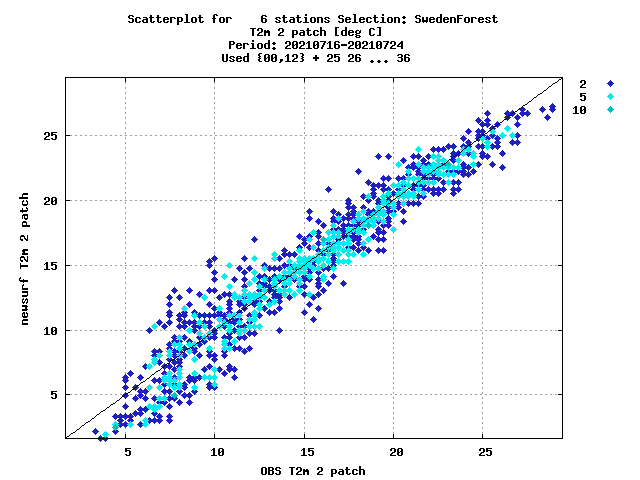 Scatterplot for 6 stations Selection: SwedenForest
T2m 2 patch [deg C]
Period: 20210716-20210724
Used {00,12} + 25 26 ... 36
2
5
10
25
20
15
10
5
newsurf T2m 2 patch
5 10 15 20 25
OBS T2m 2 patch